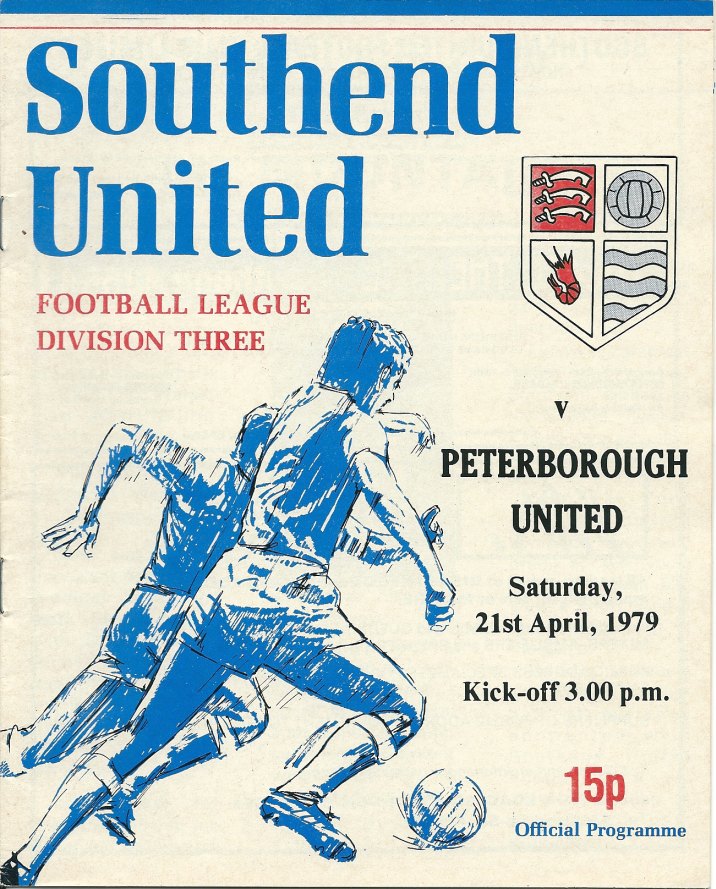 Southend
United
FOOTBALL LEAGUE
DIVISION THREE
v
PETERBOROUGH
UNITED
Saturday,
21st April, 1979
Kick-off 3.00 p.m.
15p
Official Programme